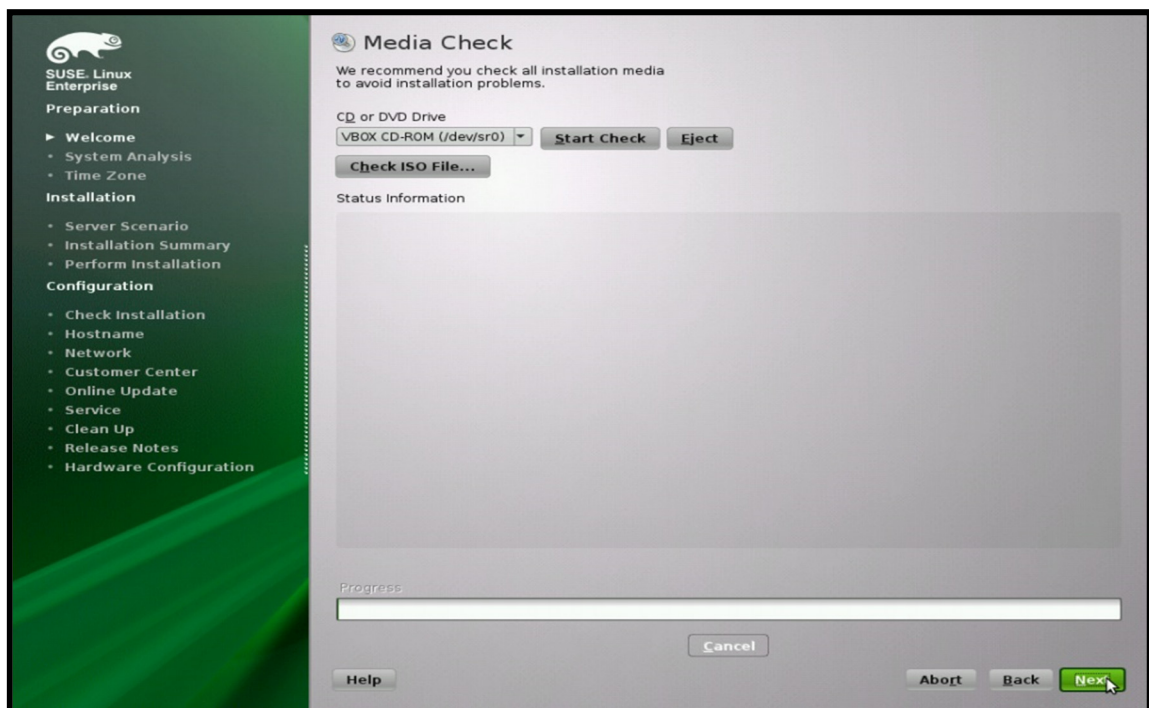 SUSE. Linux
Enterprise
Preparation
Welcome
System Analysis
Time Zone
Installation
Server Scenario
Installation Summary
Perform Installation
Configuration
Check Installation
Hostname
Network
Customer Center
Online Update
Service
Clean Up
Release Notes
Hardware Configuration
Media Check
We recommend you check all installation media
to avoid installation problems.
CD or DVD Drive
VBOX CD-ROM (/dev/sr0) Start Check Eject
Check ISO File...
Status Information
Progress
Cancel
Help Abort Back Next